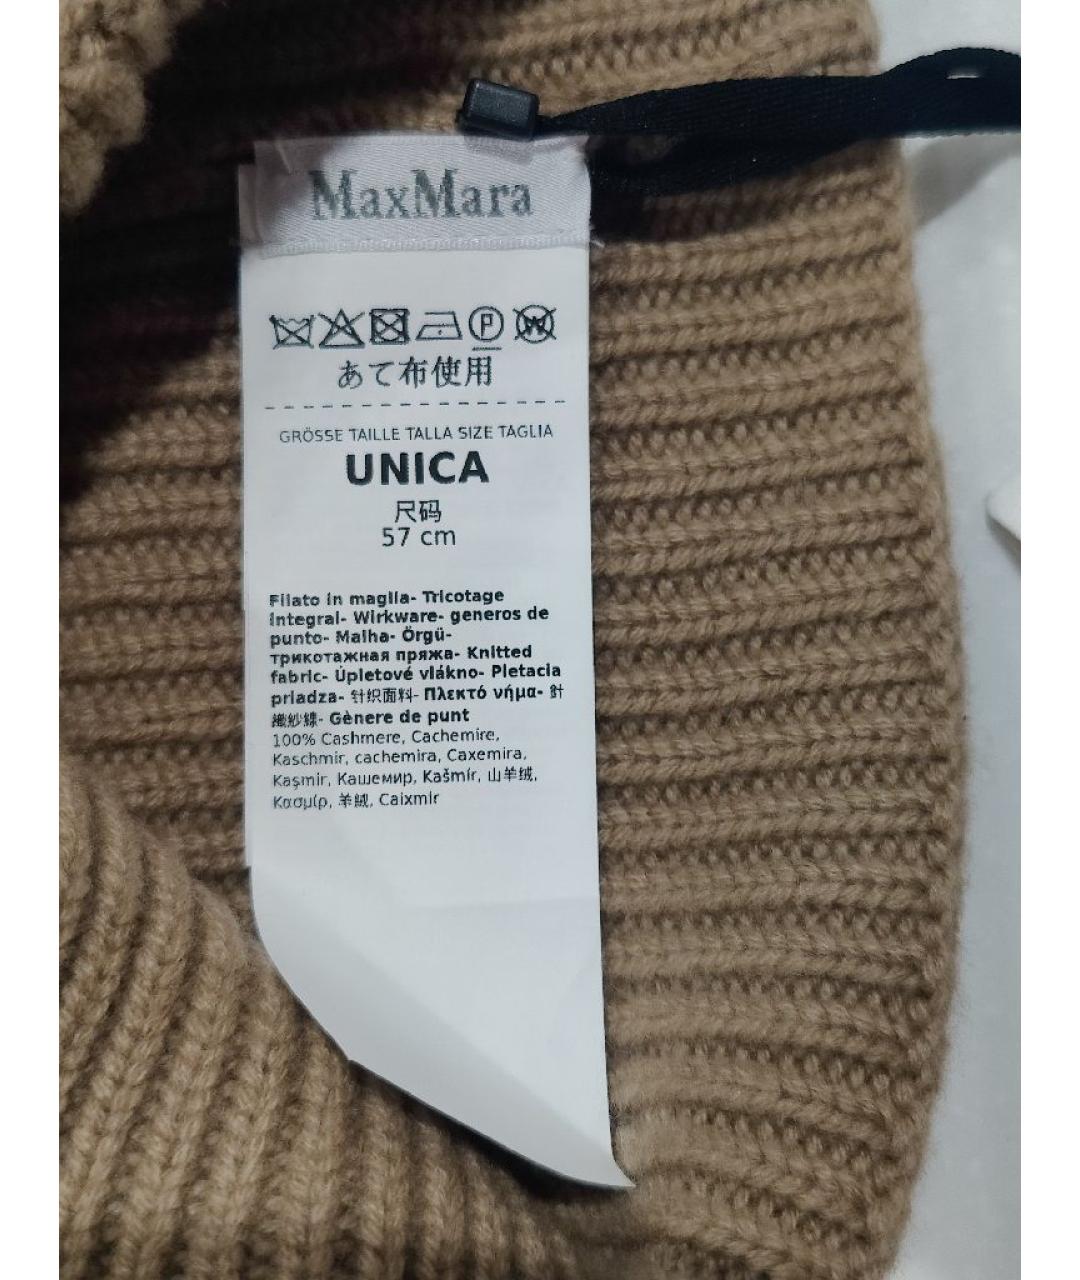 MaxMara
P W
あて布使用
GRÖSSE TAILLE TALLA SIZE TAGLIA
UNICA
尺码
57 cm
Filato in maglia- Tricotage
integral- Wirkware- generos de
punto- Malha- Örgü-
трикотажная пряжа- Knitted
fabric- Úpletové vlákno- Pletacia
priadza- 针织面料- Πλεκτό νήμα- 針
織紗線- Gènere de punt
100% Cashmere, Cachemire,
Kaschmir, cachemira, Caxemira,
Kaşmir, Кашемир, Kašmír, 山羊绒,
Κασμίρ, 羊絨, Caixmir